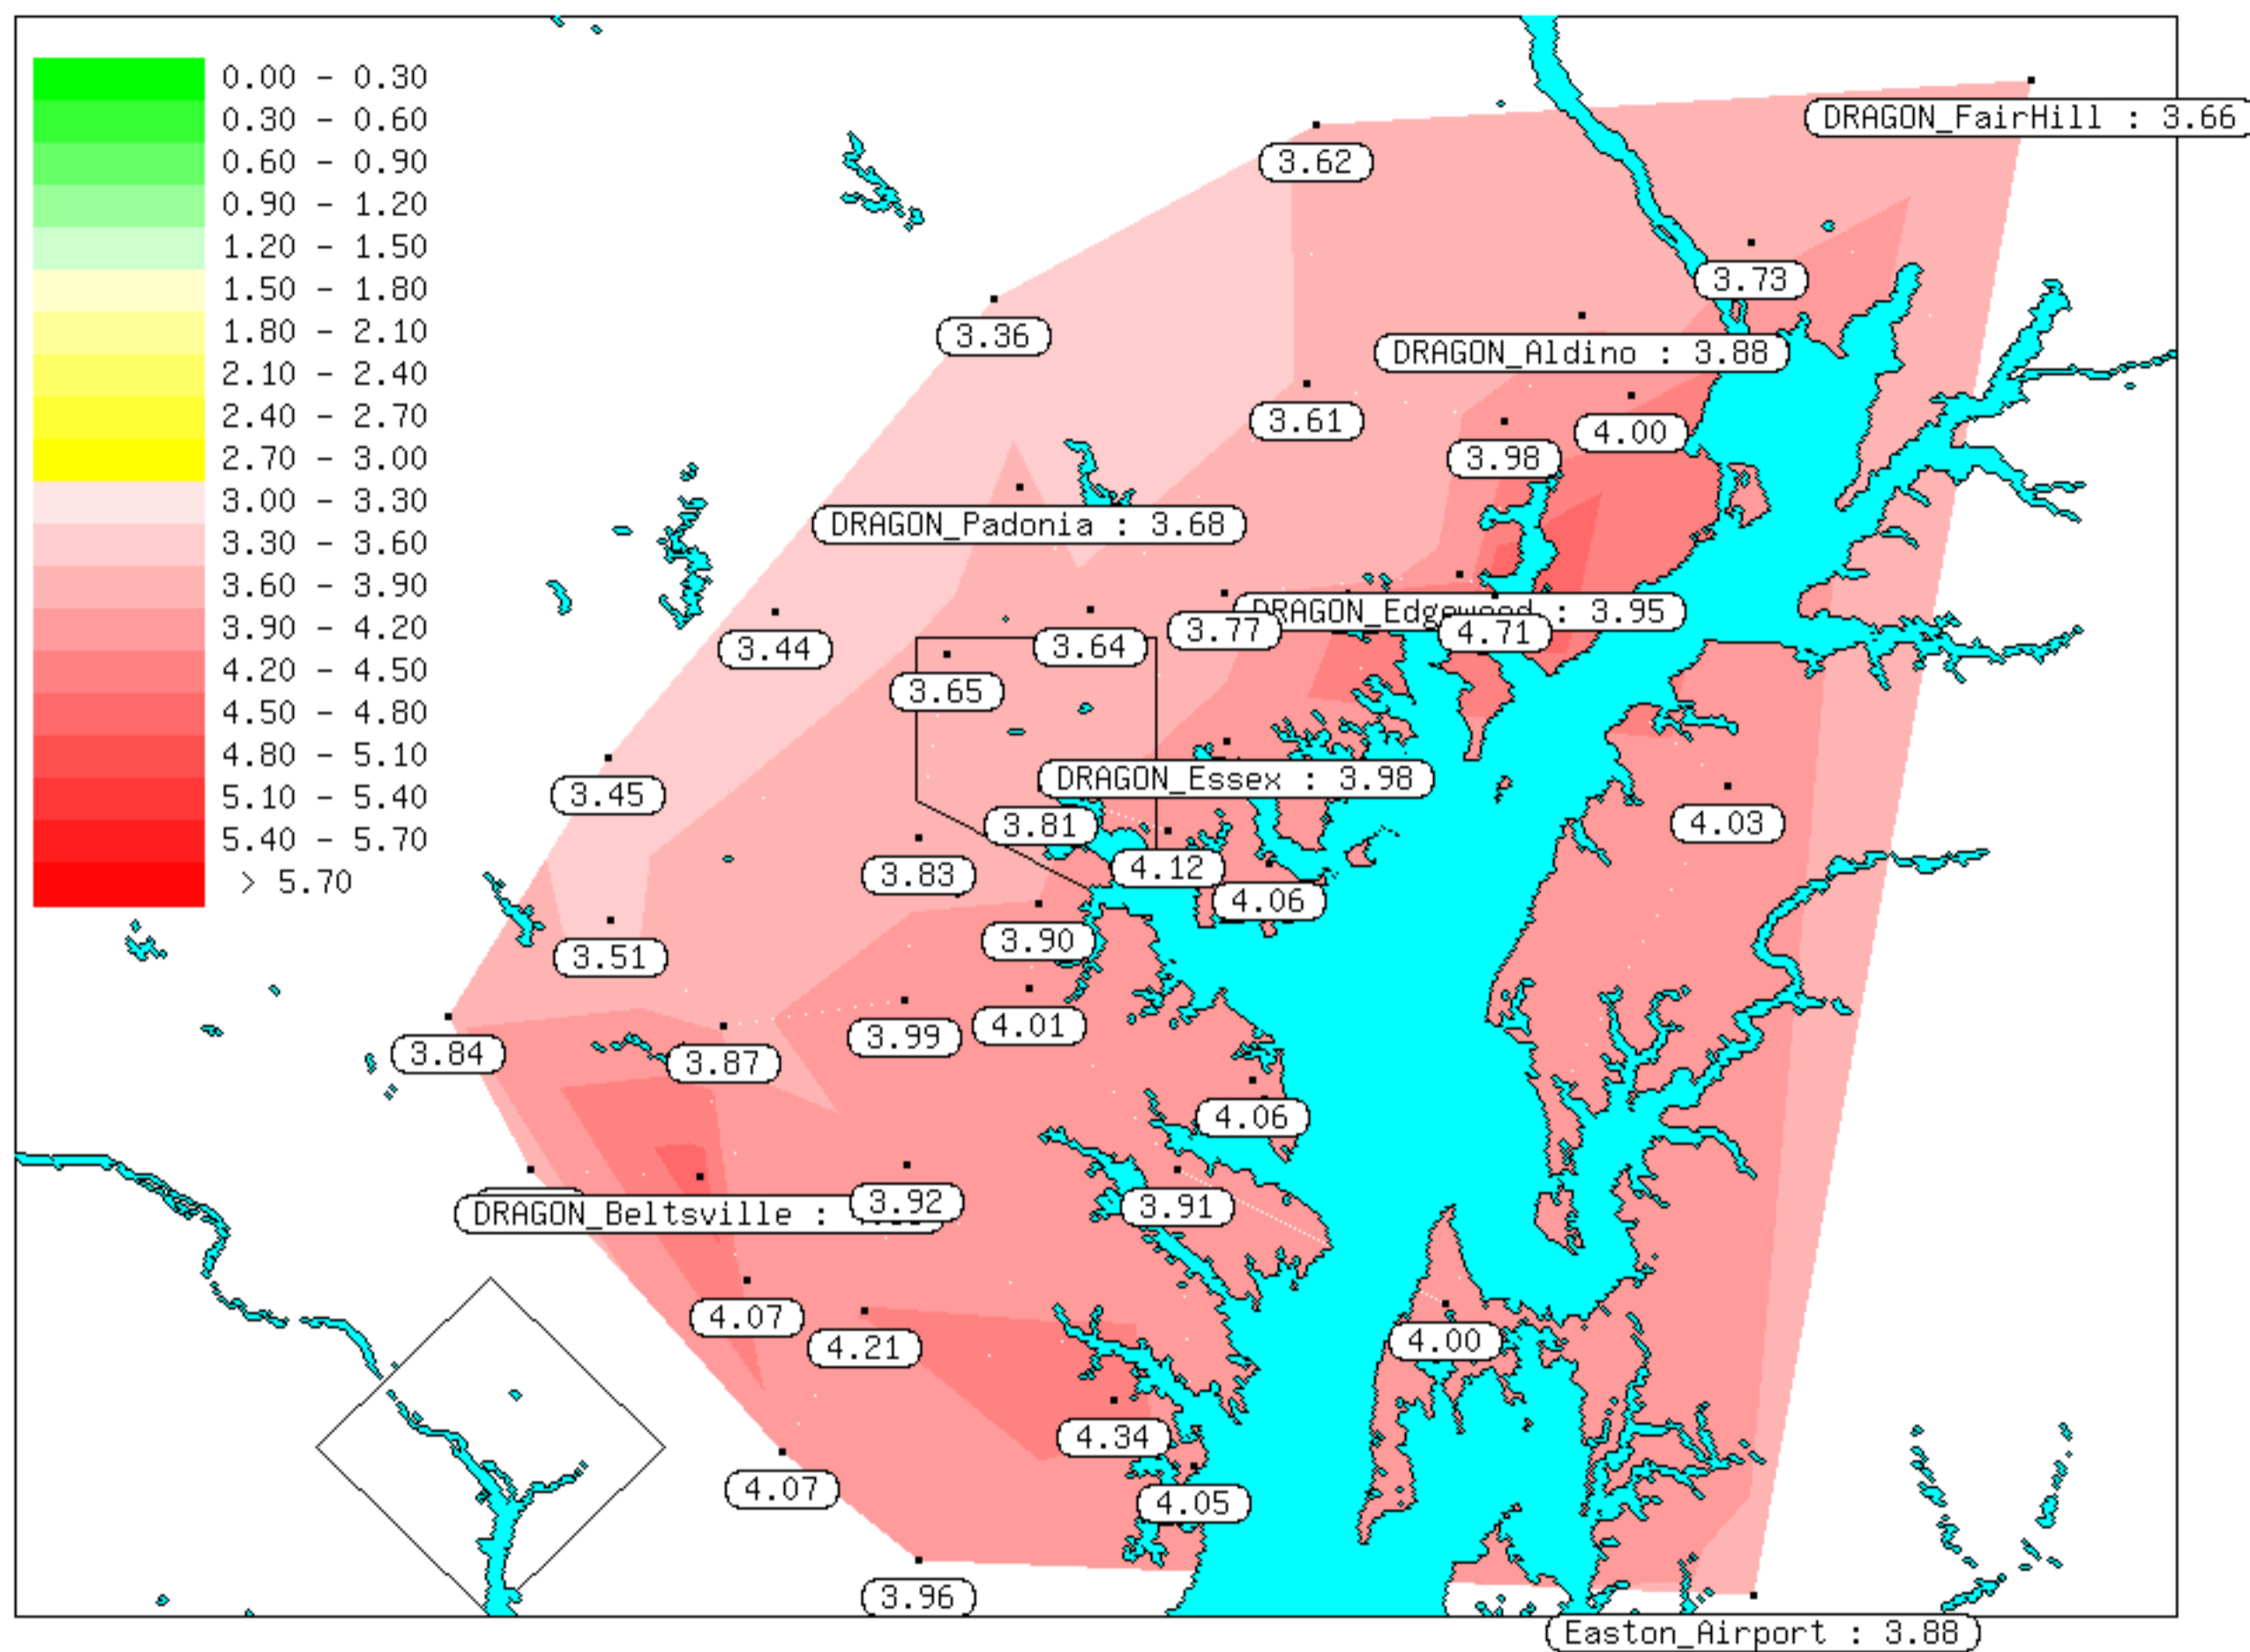 0.00 - 0.30
0.30 - 0.60
0.60 - 0.90
0.90 - 1.20
1.20 - 1.50
1.50 - 1.80
1.80 - 2.10
2.10 - 2.40
2.40 - 2.70
2.70 - 3.00
3.00 - 3.30
3.30 - 3.60
3.60 - 3.90
3.90 - 4.20
4.20 - 4.50
4.50 - 4.80
4.80 - 5.10
5.10 - 5.40
5.40 - 5.70
> 5.70
DRAGON_FairHill : 3.66
3.62
3.73
3.36
DRAGON_Aldino : 3.88
3.61
4.00
3.98
DRAGON_Padonia : 3.68
DRAGON_Edgewood : 3.95
3.77
4.71
3.64
3.44
3.65
DRAGON_Essex : 3.98
3.45
3.81
4.03
4.12
3.83
4.06
3.90
3.51
4.01
3.99
3.84
3.87
4.06
3.92
3.91
DRAGON_Beltsville :
4.07
4.00
4.21
4.34
4.07
4.05
3.96
Easton_Airport : 3.88